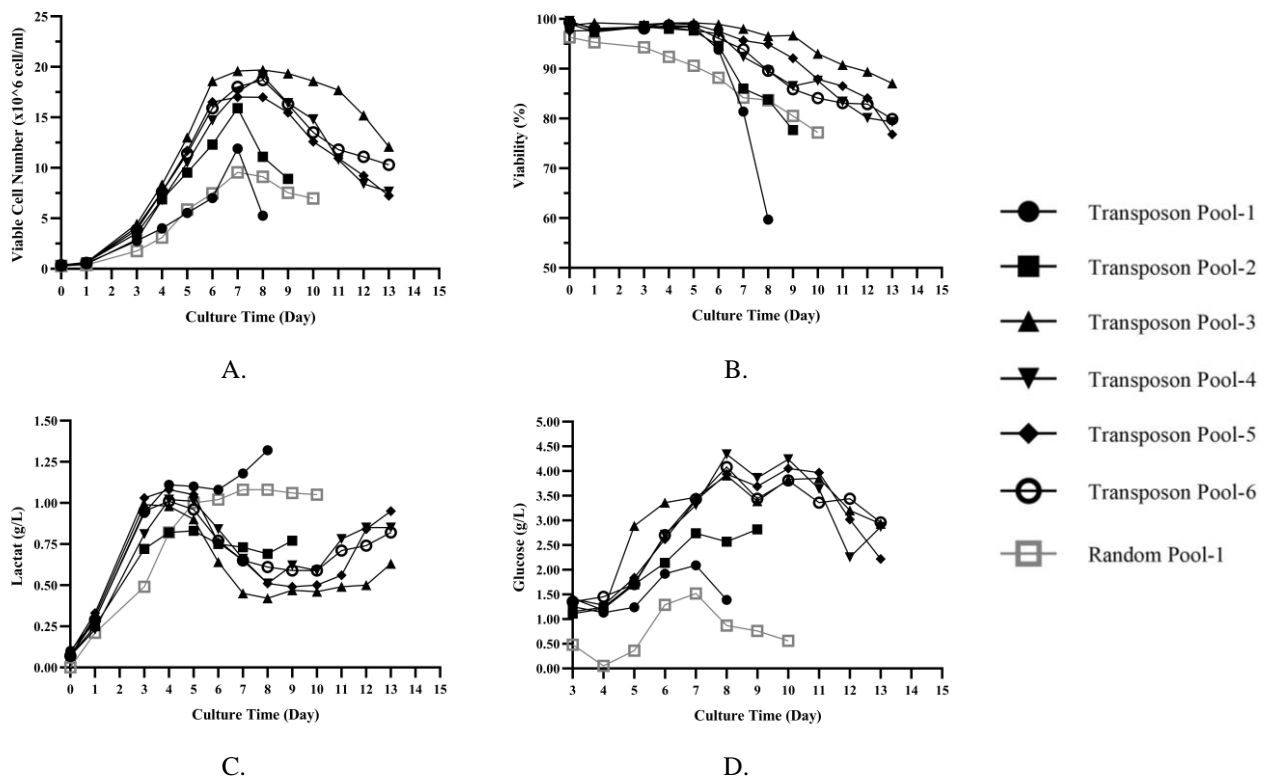 25
20
15
10
5
0
Viable Cell Number (x10^6 cell/ml)
0 1 2 3 4 5 6 7 8 9 10 11 12 13 14 15
Culture Time (Day)
A.
100
90
80
70
60
50
Viability (%)
0 1 2 3 4 5 6 7 8 9 10 11 12 13 14 15
Culture Time (Day)
B.
1.50
1.25
1.00
0.75
0.50
0.25
0.00
Lactat (g/L)
0 1 2 3 4 5 6 7 8 9 10 11 12 13 14 15
Culture Time (Day)
C.
5.00
4.50
4.00
3.50
3.00
2.50
2.00
1.50
1.00
0.50
0.00
Glucose (g/L)
3 4 5 6 7 8 9 10 11 12 13 14 15
Culture Time (Day)
D.
Transposon Pool-1
Transposon Pool-2
Transposon Pool-3
Transposon Pool-4
Transposon Pool-5
Transposon Pool-6
Random Pool-1